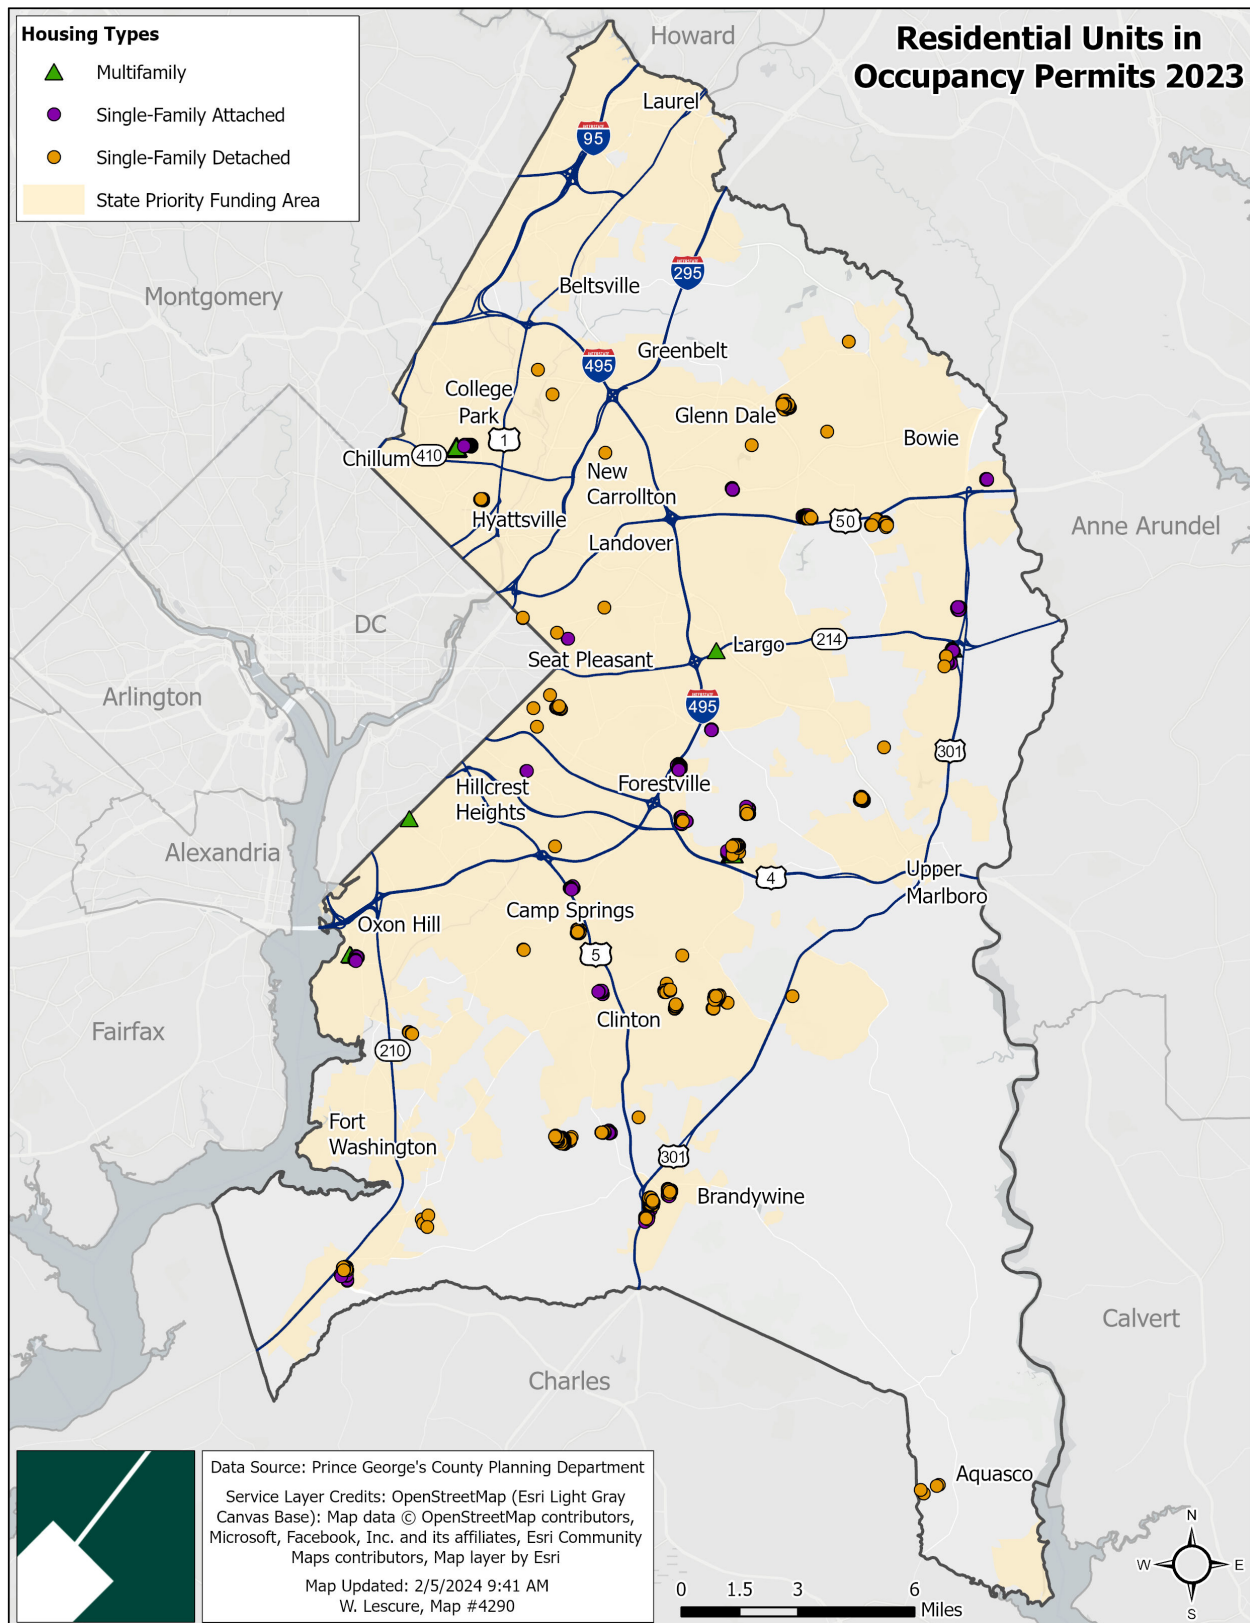 Housing Types
Multifamily
Single-Family Attached
Single-Family Detached
State Priority Funding Area
Residential Units in
Occupancy Permits 2023
Howard
Laurel
INTERSTATE
95
INTERSTATE
295
Beltsville
Montgomery
Greenbelt
INTERSTATE
495
College
Park
Glenn Dale
Bowie
1
Chillum
410
New
Carrollton
Hyattsville
50
Anne Arundel
Landover
DC
Largo
214
Seat Pleasant
Arlington
INTERSTATE
495
301
Forestville
Hillcrest
Heights
Alexandria
4
Upper
Marlboro
Camp Springs
Oxon Hill
5
Clinton
Fairfax
210
Fort
Washington
301
Brandywine
Calvert
Charles
Aquasco
Data Source: Prince George's County Planning Department
Service Layer Credits: OpenStreetMap (Esri Light Gray
Canvas Base): Map data © OpenStreetMap contributors,
Microsoft, Facebook, Inc. and its affiliates, Esri Community
Maps contributors, Map layer by Esri
Map Updated: 2/5/2024 9:41 AM
W. Lescure, Map #4290
0 1.5 3 6
Miles
N
W E
S